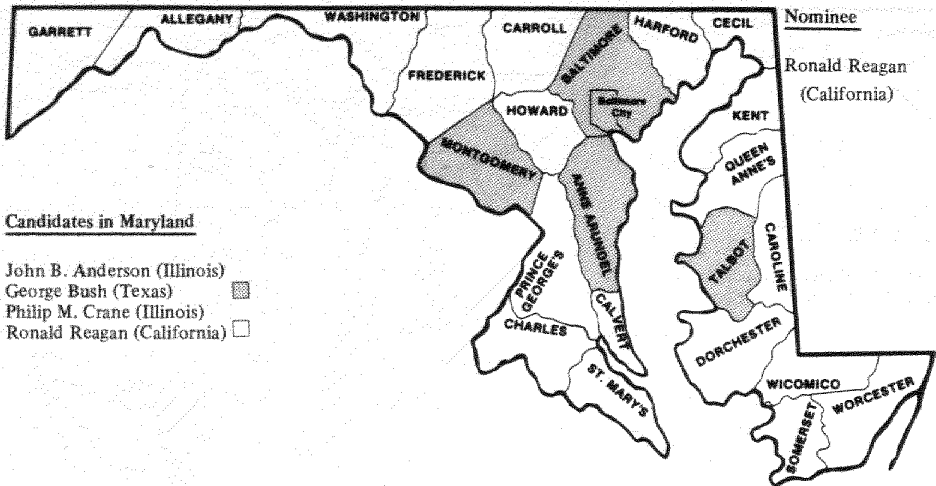 GARRETT
ALLEGANY
WASHINGTON
FREDERICK
CARROLL
BALTIMORE
HARFORD
CECIL
Baltimore
City
HOWARD
MONTGOMERY
ANNE ARUNDEL
KENT
QUEEN
ANNE'S
TALBOT
CAROLINE
PRINCE
GEORGE'S
CALVERT
CHARLES
ST. MARY'S
DORCHESTER
WICOMICO
WORCESTER
SOMERSET
Nominee
Ronald Reagan
(California)
Candidates in Maryland
John B. Anderson (Illinois)
George Bush (Texas)
Philip M. Crane (Illinois)
Ronald Reagan (California)